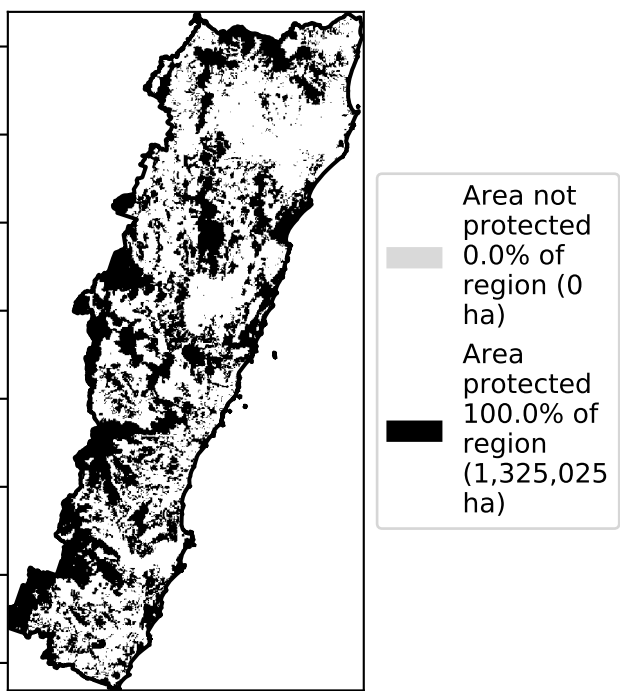 Area not
protected
0.0% of
region (0
ha)
Area
protected
100.0% of
region
(1,325,025
ha)